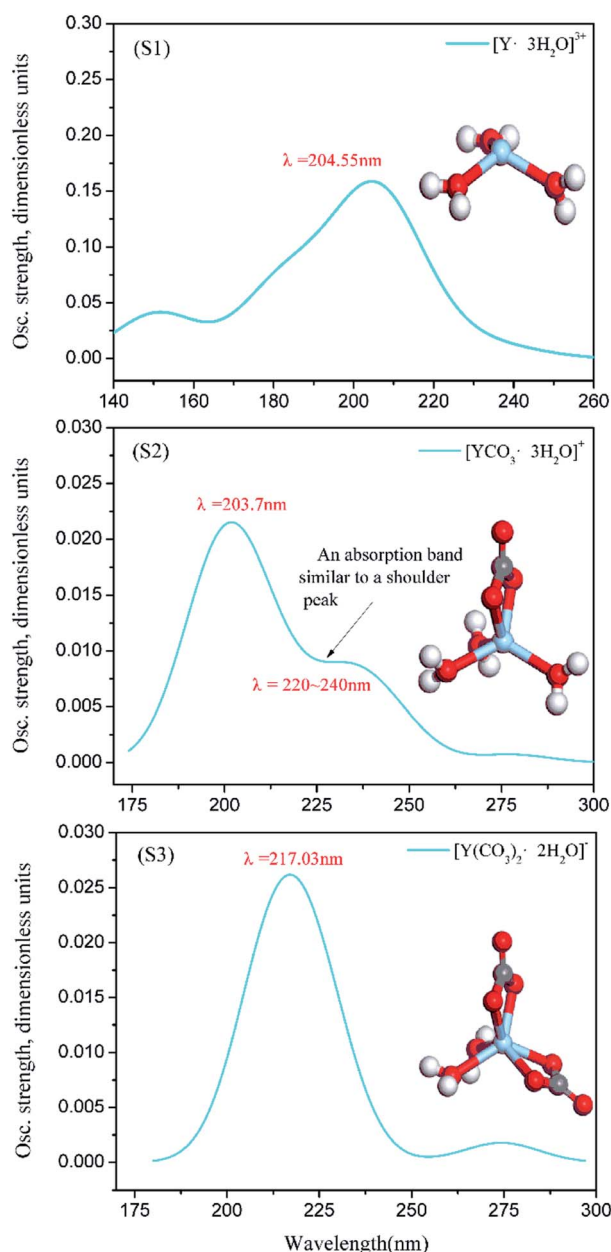 Osc. strength, dimensionless units
0.30
0.25
0.20
0.15
0.10
0.05
0.00
(S1)
[Y· 3H₂O]³⁺
λ =204.55nm
140 160 180 200 220 240 260
Osc. strength, dimensionless units
0.030
0.025
0.020
0.015
0.010
0.005
0.000
(S2)
[YCO₃· 3H₂O]⁺
λ =203.7nm
An absorption band
similar to a shoulder
peak
λ = 220~240nm
175 200 225 250 275 300
Osc. strength, dimensionless units
0.030
0.025
0.020
0.015
0.010
0.005
0.000
(S3)
[Y(CO₃)₂· 2H₂O]⁻
λ =217.03nm
175 200 225 250 275 300
Wavelength(nm)